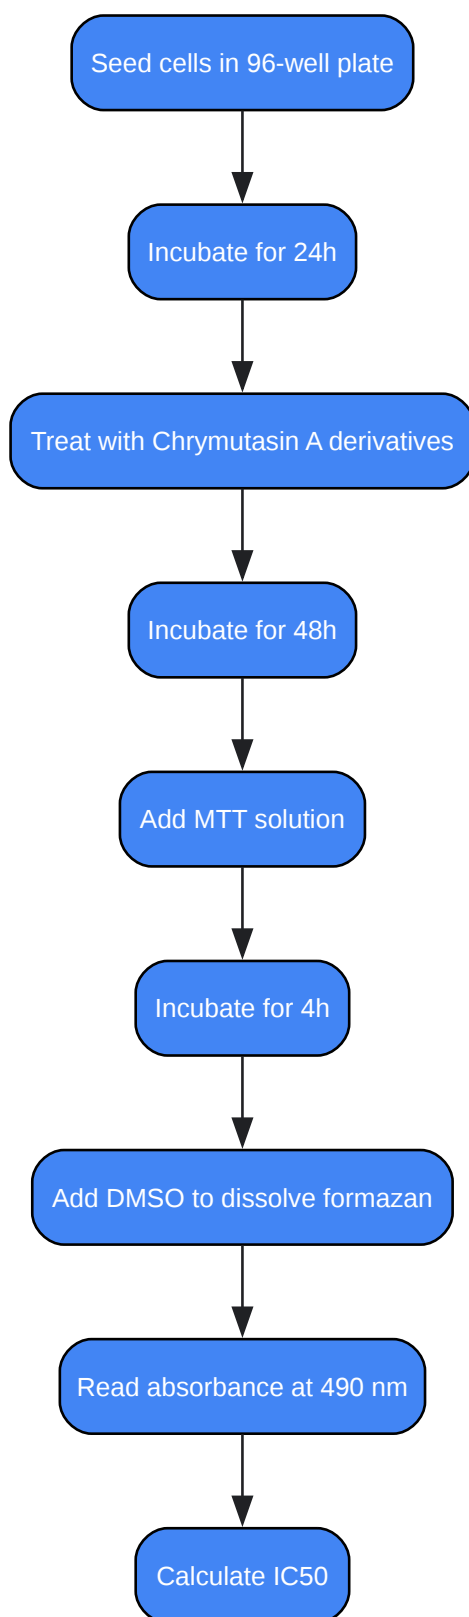 Seed cells in 96-well plate
Incubate for 24h
Treat with Chrymutasin A derivatives
Incubate for 48h
Add MTT solution
Incubate for 4h
Add DMSO to dissolve formazan
Read absorbance at 490 nm
Calculate IC50